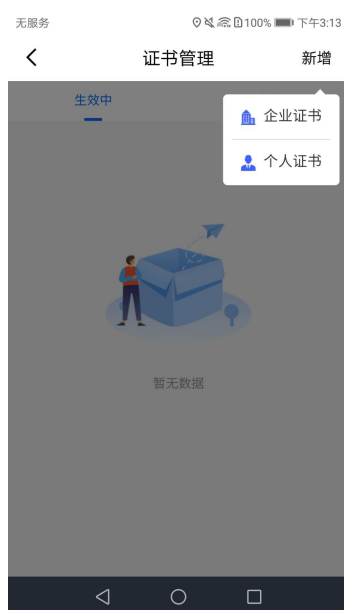 无服务 100% 下午3:13
证书管理 新增
生效中
企业证书
个人证书
暂无数据